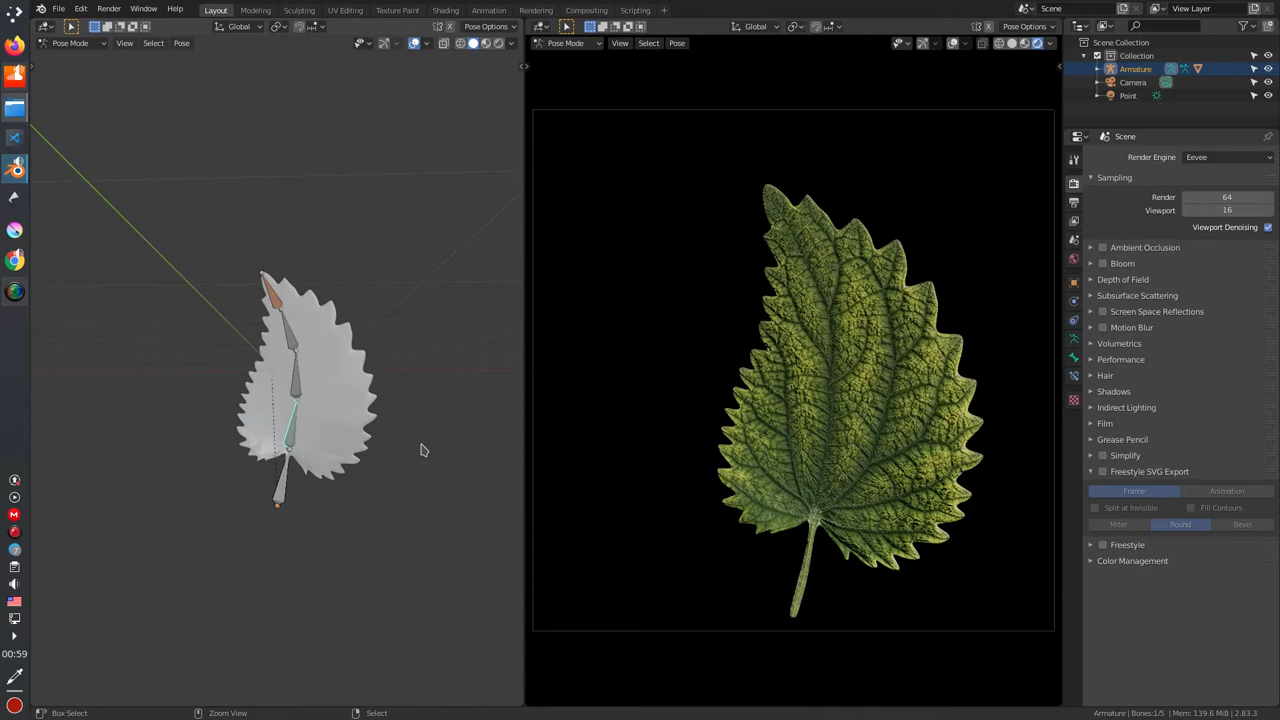 File Edit Render Window Help Layout Modeling Sculpting UV Editing Texture Paint Shading Animation Rendering Compositing Scripting + Scene View Layer
Global Pose Options Global Pose Options
Pose Mode View Select Pose Pose Mode View Select Pose
Scene Collection
Collection
Armature
Camera
Point
Scene
Render Engine Eevee
Sampling
Render 64
Viewport 16
Viewport Denoising
Ambient Occlusion
Bloom
Depth of Field
Subsurface Scattering
Screen Space Reflections
Motion Blur
Volumetrics
Performance
Hair
Shadows
Indirect Lighting
Film
Grease Pencil
Simplify
Freestyle SVG Export
Frame Animation
Split at Invisible Fill Contours
Miter Round Bevel
Freestyle
Color Management
00:59
Box Select Zoom View Select Armature | Bones:1/5 | Mem: 139.6 MiB | 2.83.3